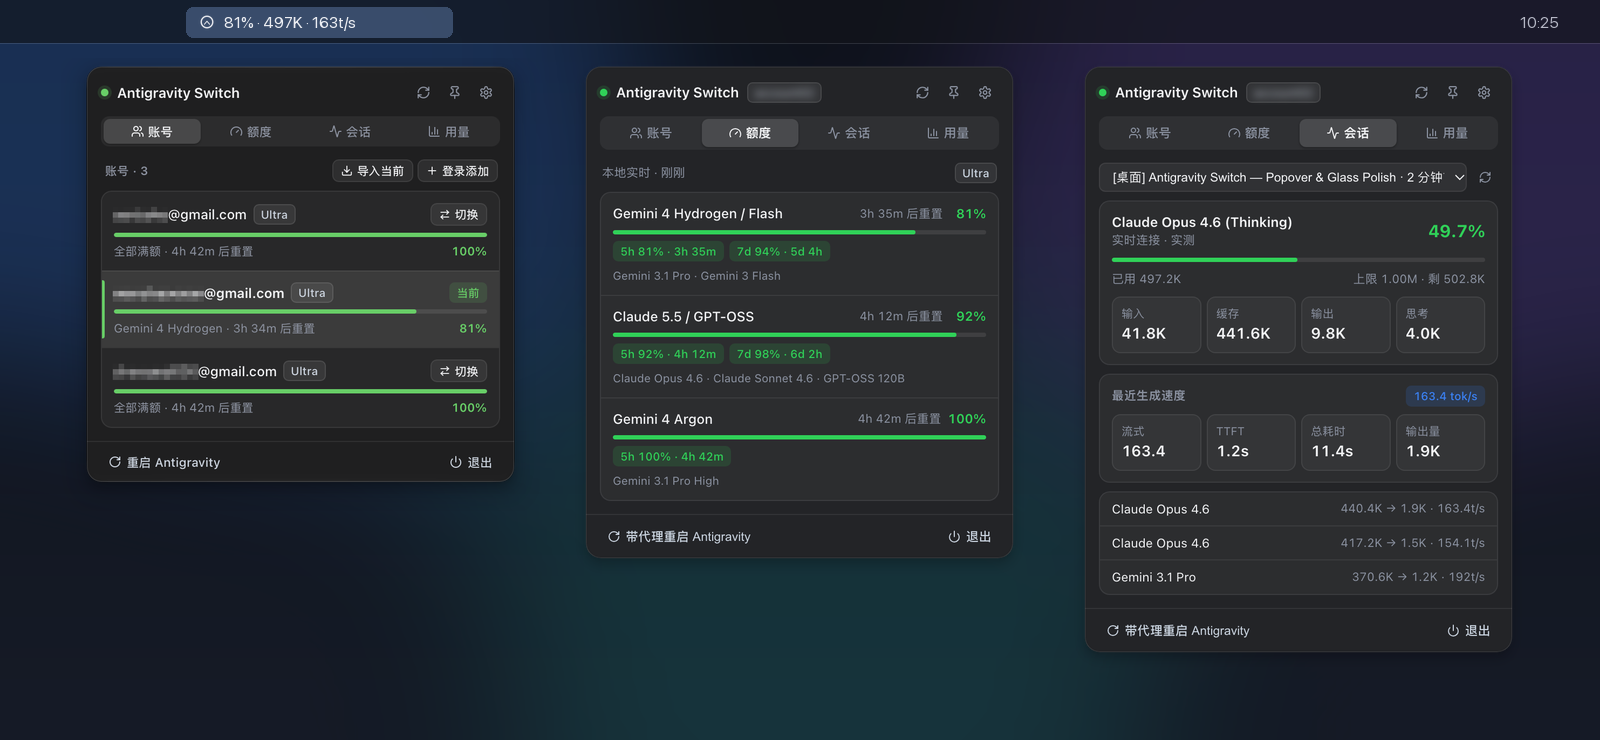 81% · 497K · 163t/s
10:25
Antigravity Switch
账号
额度
会话
用量
账号 · 3
导入当前
登录添加
@gmail.com Ultra 切换
全部满额 · 4h 42m 后重置 100%
@gmail.com Ultra 当前
Gemini 4 Hydrogen · 3h 34m 后重置 81%
@gmail.com Ultra 切换
全部满额 · 4h 42m 后重置 100%
重启 Antigravity
退出
Antigravity Switch
账号
额度
会话
用量
本地实时 · 刚刚 Ultra
Gemini 4 Hydrogen / Flash 3h 35m 后重置 81%
5h 81% · 3h 35m 7d 94% · 5d 4h
Gemini 3.1 Pro · Gemini 3 Flash
Claude 5.5 / GPT-OSS 4h 12m 后重置 92%
5h 92% · 4h 12m 7d 98% · 6d 2h
Claude Opus 4.6 · Claude Sonnet 4.6 · GPT-OSS 120B
Gemini 4 Argon 4h 42m 后重置 100%
5h 100% · 4h 42m
Gemini 3.1 Pro High
带代理重启 Antigravity
退出
Antigravity Switch
账号
额度
会话
用量
[桌面] Antigravity Switch — Popover & Glass Polish · 2 分钟
Claude Opus 4.6 (Thinking) 49.7%
实时连接 · 实测
已用 497.2K 上限 1.00M · 剩 502.8K
输入 缓存 输出 思考
41.8K 441.6K 9.8K 4.0K
最近生成速度 163.4 tok/s
流式 TTFT 总耗时 输出量
163.4 1.2s 11.4s 1.9K
Claude Opus 4.6 440.4K → 1.9K · 163.4t/s
Claude Opus 4.6 417.2K → 1.5K · 154.1t/s
Gemini 3.1 Pro 370.6K → 1.2K · 192t/s
带代理重启 Antigravity
退出